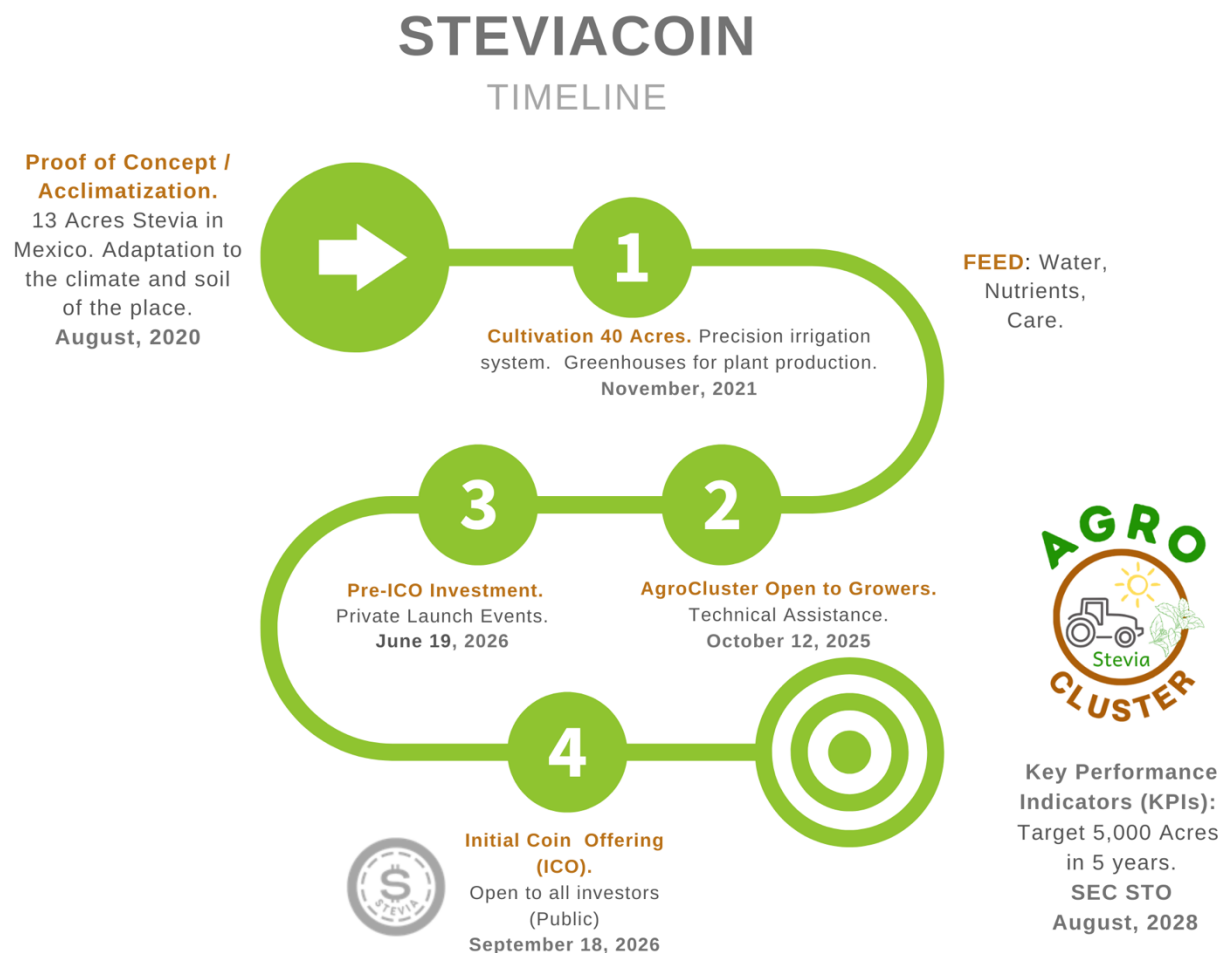 STEVIACOIN
TIMELINE
Proof of Concept /
Acclimatization.
13 Acres Stevia in
Mexico. Adaptation to
the climate and soil
of the place.
August, 2020
1
Cultivation 40 Acres. Precision irrigation
system.  Greenhouses for plant production.
November, 2021
FEED: Water,
Nutrients,
Care.
2
AgroCluster Open to Growers.
Technical Assistance.
October 12, 2025
3
Pre-ICO Investment.
Private Launch Events.
June 19, 2026
4
Initial Coin  Offering
(ICO).
Open to all investors
(Public)
September 18, 2026
S
STEVIA
AGRO
Stevia
CLUSTER
Key Performance
Indicators (KPIs):
Target 5,000 Acres
in 5 years.
SEC STO
August, 2028